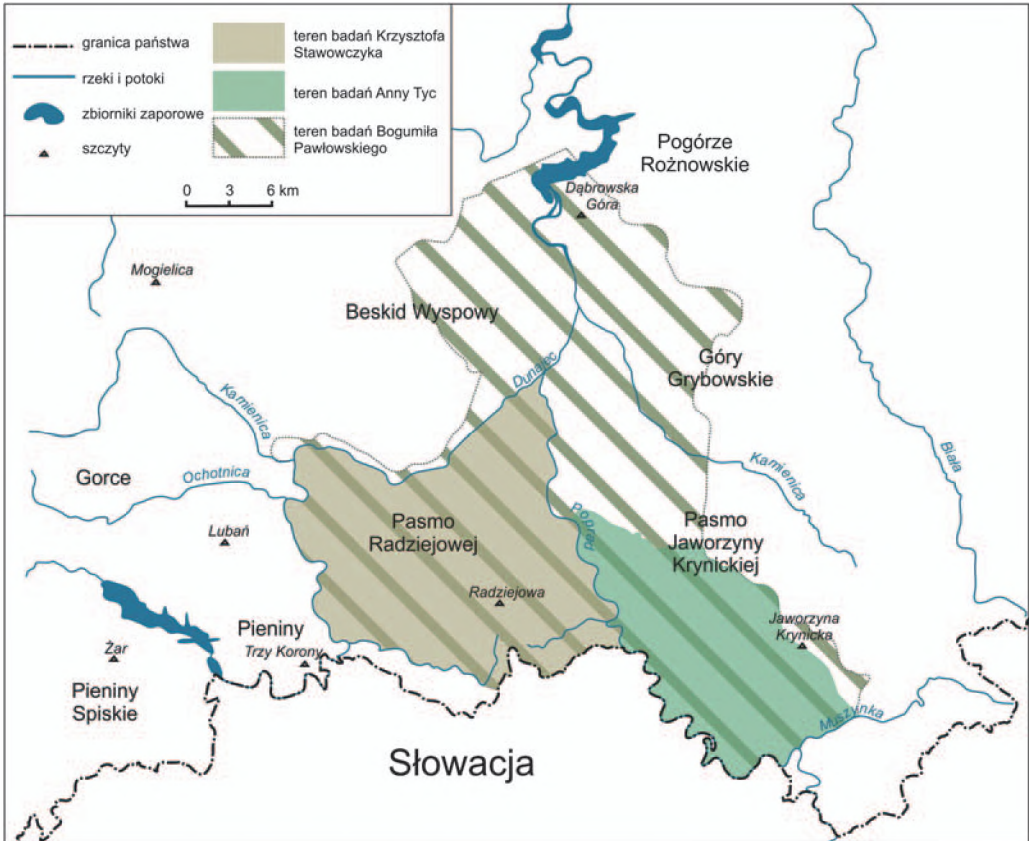 granica państwa
rzeki i potoki
zbiorniki zaporowe
szczyty
0 3 6 km
teren badań Krzysztofa
Stawowczyka
teren badań Anny Tyc
teren badań Bogumiła
Pawłowskiego
Pogórze
Rożnowskie
Dąbrowska
Góra
Mogielica
Beskid Wyspowy
Góry
Grybowskie
Dunajec
Kamienica
Biała
Kamienica
Gorce
Ochotnica
Lubań
Pasmo
Radziejowej
Poprad
Pasmo
Jaworzyny
Krynickiej
Radziejowa
Jaworzyna
Krynicka
Pieniny
Trzy Korony
Żar
Pieniny
Spiskie
Muszynka
Słowacja